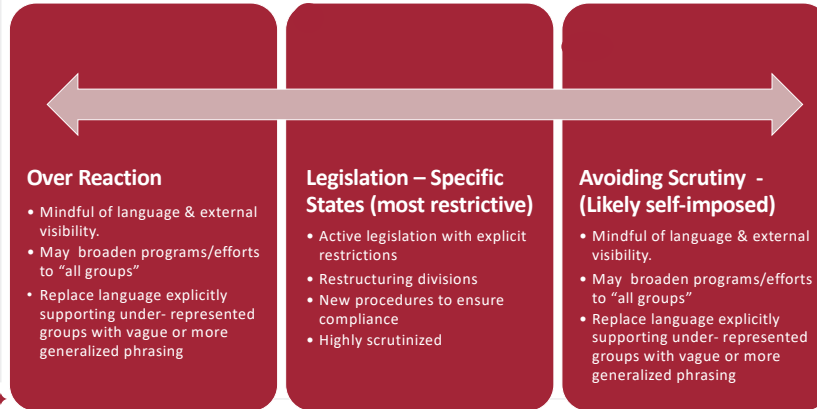 Over Reaction
• Mindful of language & external
visibility.
• May broaden programs/efforts
to “all groups”
• Replace language explicitly
supporting under- represented
groups with vague or more
generalized phrasing
Legislation – Specific
States (most restrictive)
• Active legislation with explicit
restrictions
• Restructuring divisions
• New procedures to ensure
compliance
• Highly scrutinized
Avoiding Scrutiny -
(Likely self-imposed)
• Mindful of language & external
visibility.
• May broaden programs/efforts
to “all groups”
• Replace language explicitly
supporting under- represented
groups with vague or more
generalized phrasing